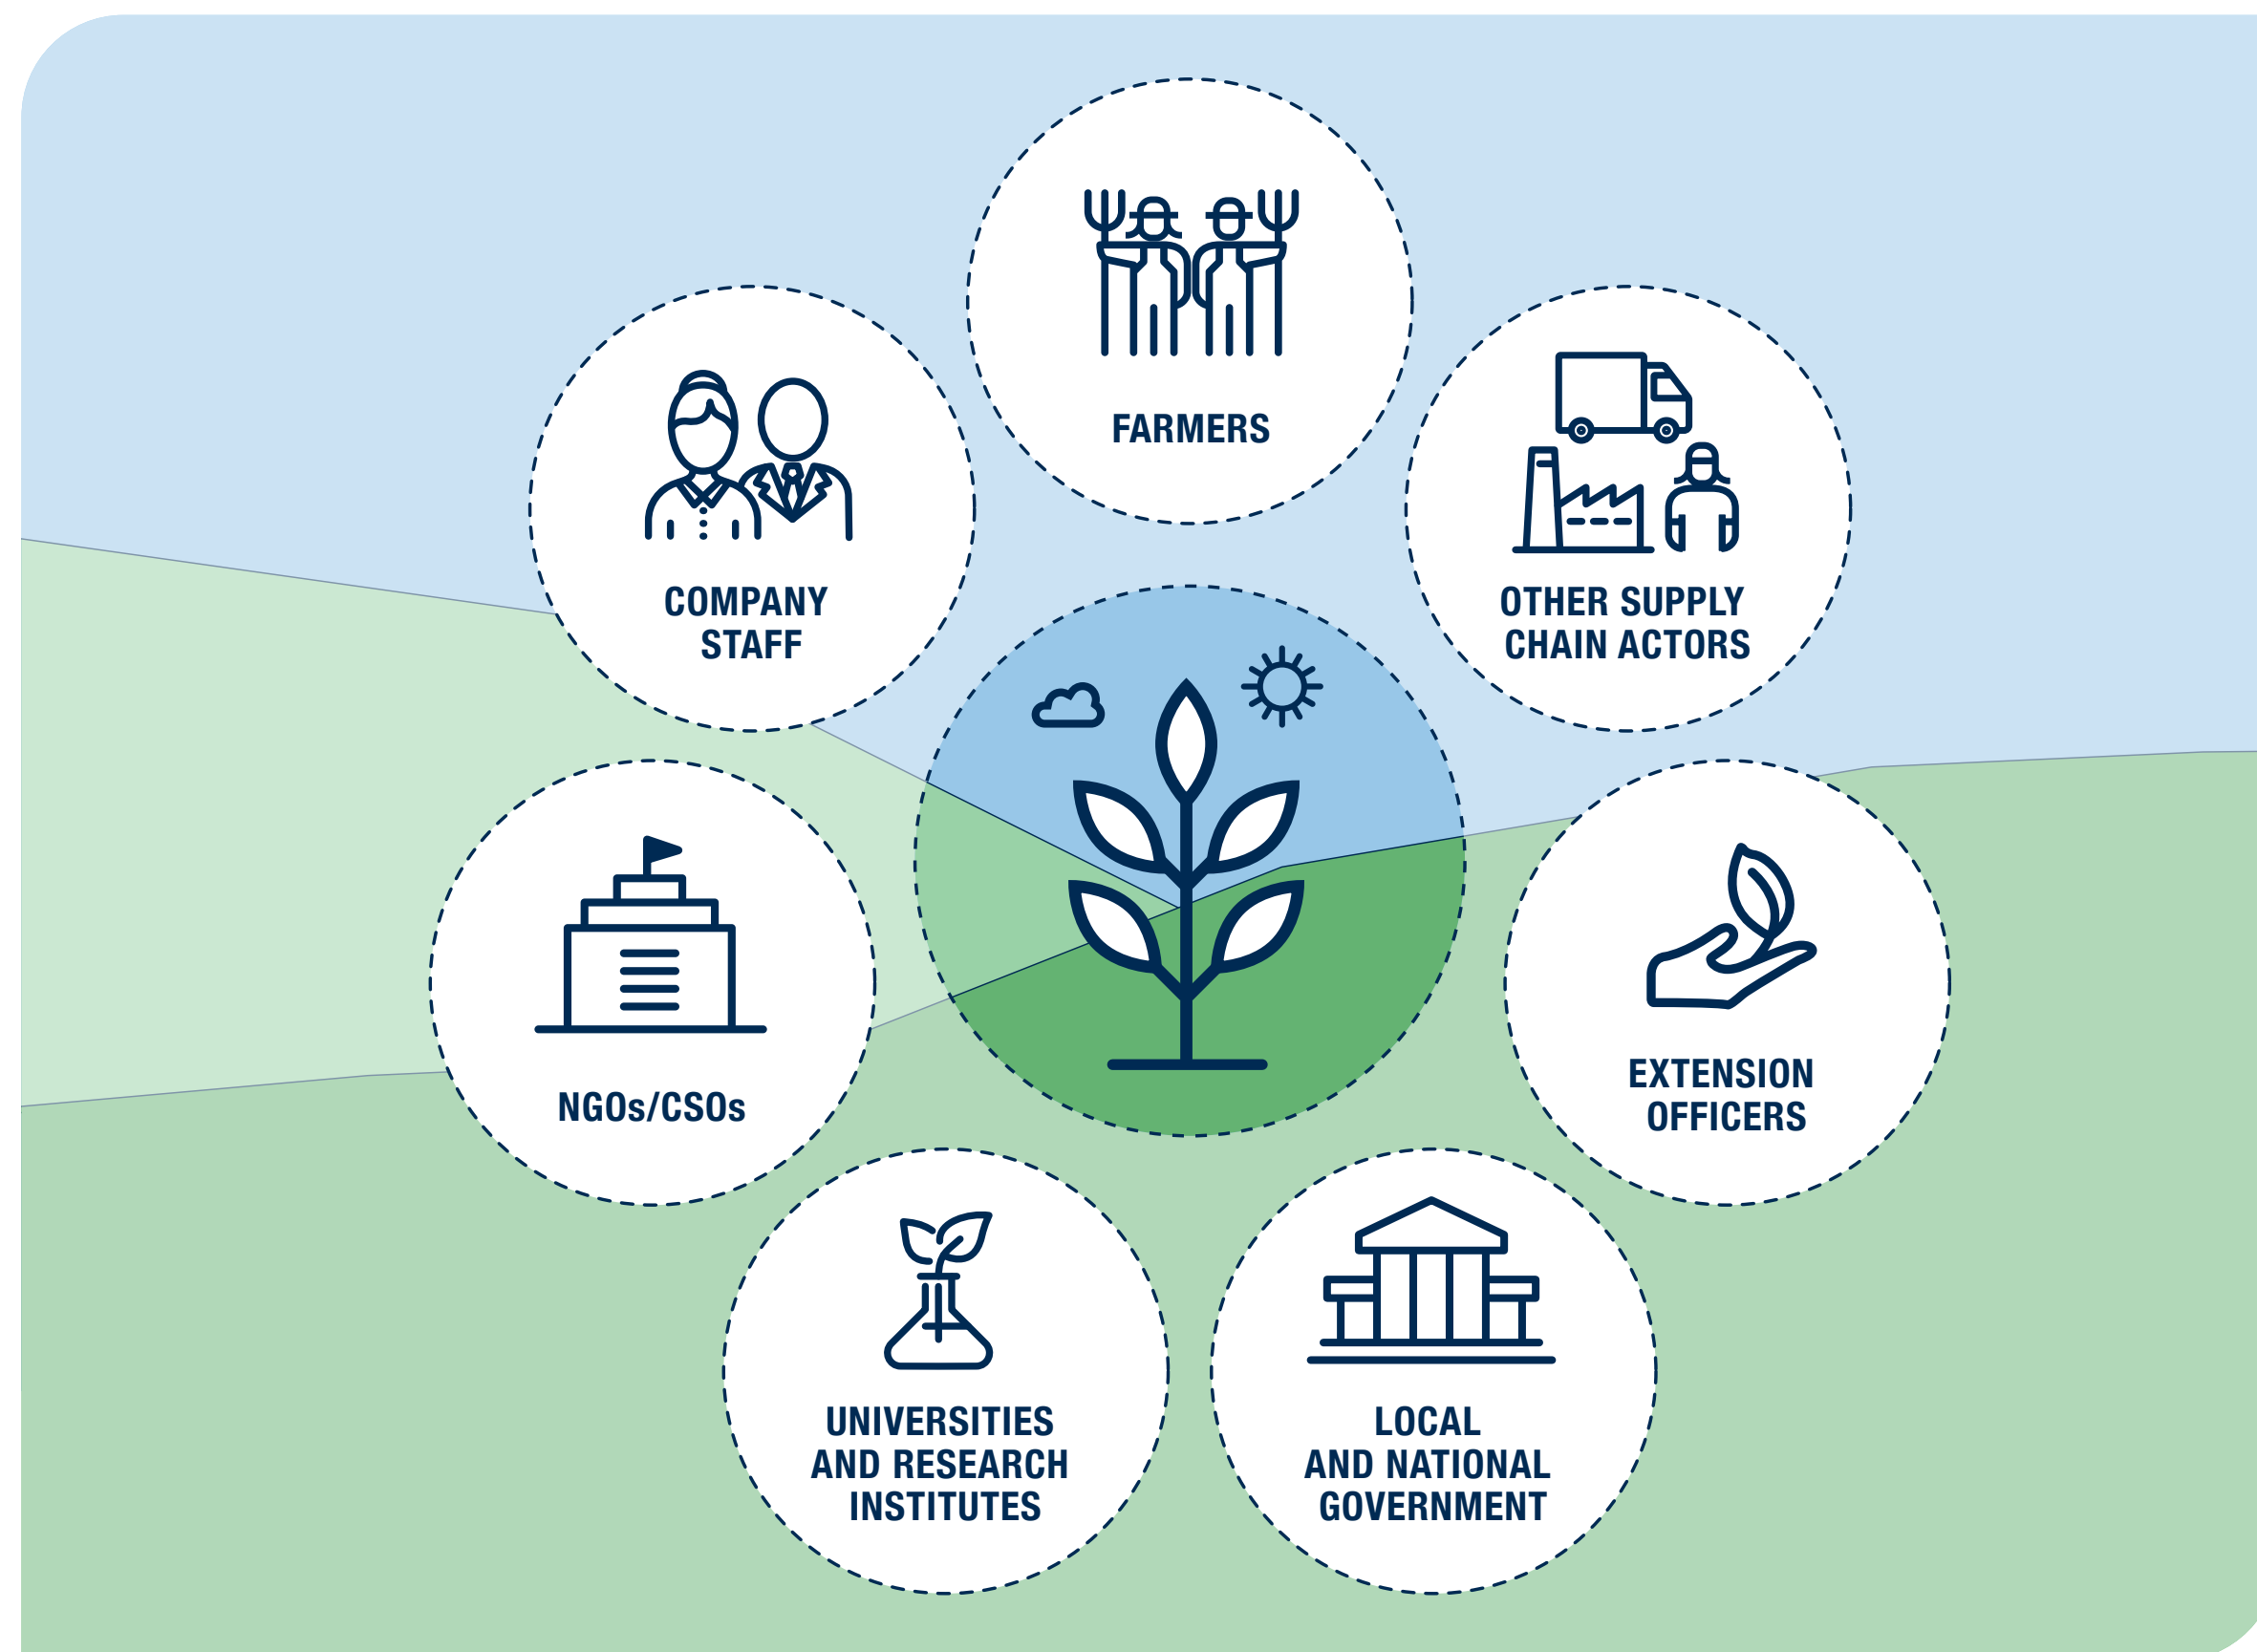 FARMERS
COMPANY
STAFF
OTHER SUPPLY
CHAIN ACTORS
NGOs/CSOs
EXTENSION
OFFICERS
UNIVERSITIES
AND RESEARCH
INSTITUTES
LOCAL
AND NATIONAL
GOVERNMENT